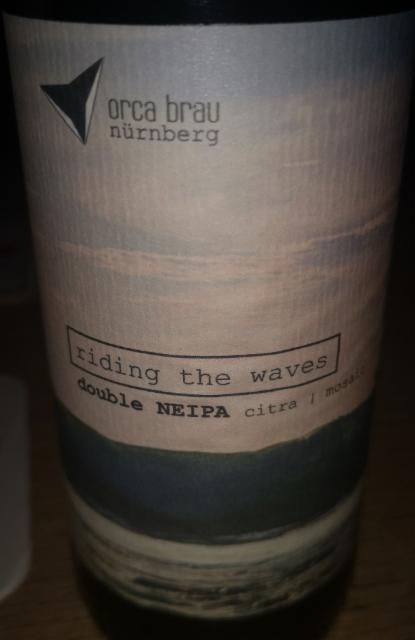 orca brau
nürnberg
riding the waves
double NEIPA citra | mosaic